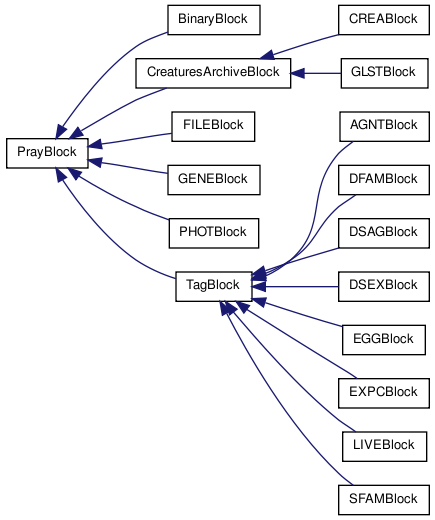 BinaryBlock
CREABlock
CreaturesArchiveBlock
GLSTBlock
FILEBlock
AGNTBlock
PrayBlock
GENEBlock
DFAMBlock
PHOTBlock
DSAGBlock
TagBlock
DSEXBlock
EGGBlock
EXPCBlock
LIVEBlock
SFAMBlock